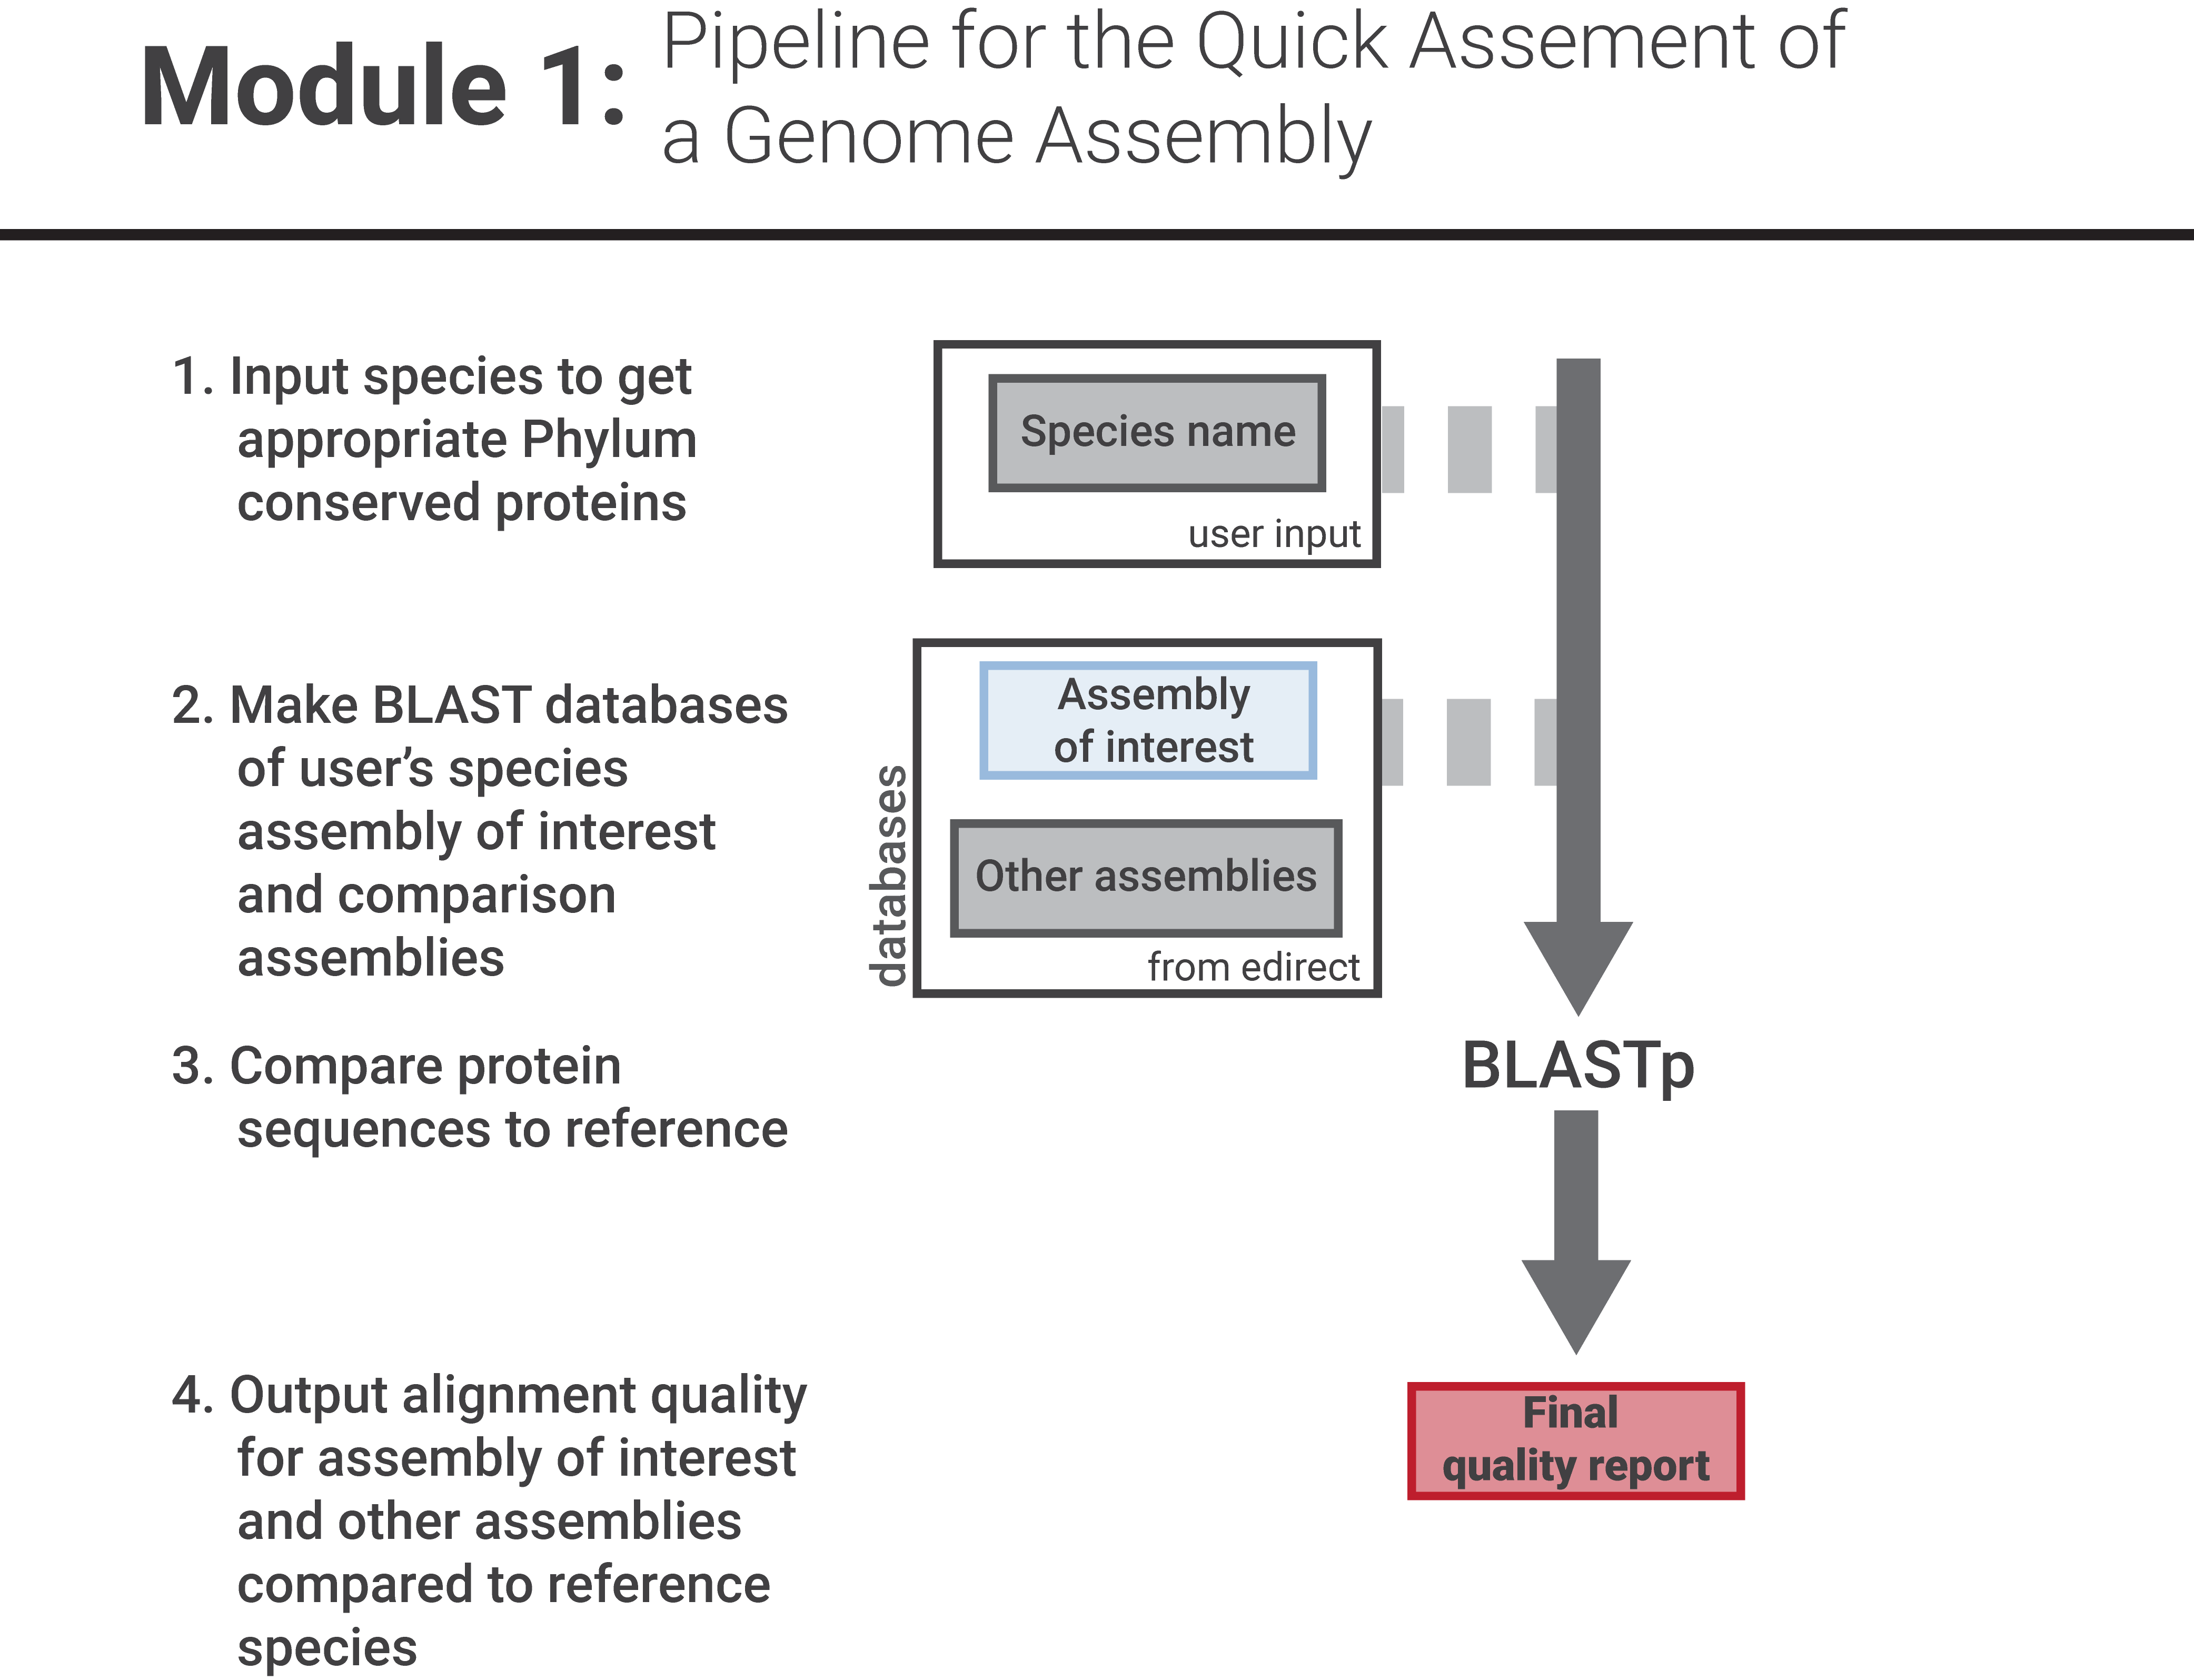 Module 1:
Pipeline for the Quick Assement of
a Genome Assembly
1. Input species to get
appropriate Phylum
conserved proteins
Species name
user input
2. Make BLAST databases
of user’s species
assembly of interest
and comparison
assemblies
databases
Assembly
of interest
Other assemblies
from edirect
3. Compare protein
sequences to reference
BLASTp
4. Output alignment quality
for assembly of interest
and other assemblies
compared to reference
species
Final
quality report